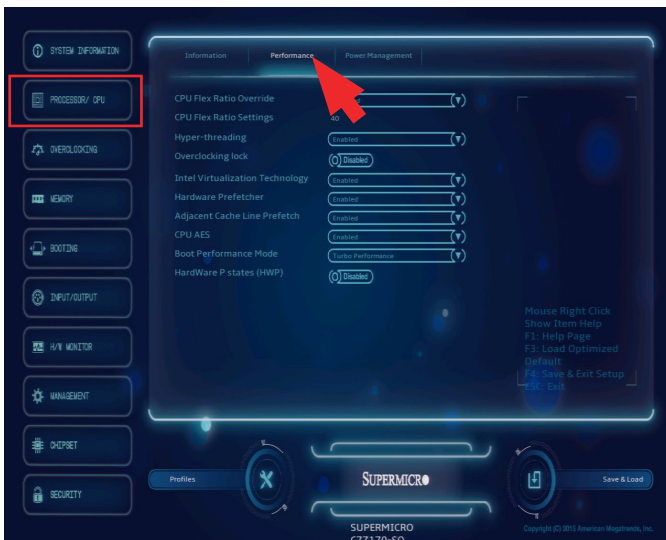 SYSTEM INFORMATION
PROCESSOR/ CPU
OVERCLOCKING
MEMORY
BOOTING
INPUT/OUTPUT
H/W MONITOR
MANAGEMENT
CHIPSET
SECURITY
Information Performance Power Management
CPU Flex Ratio Override
CPU Flex Ratio Settings 40
Hyper-threading Enabled
Overclocking lock Disabled
Intel Virtualization Technology Enabled
Hardware Prefetcher Enabled
Adjacent Cache Line Prefetch Enabled
CPU AES Enabled
Boot Performance Mode Turbo Performance
HardWare P states (HWP) Disabled
Mouse Right Click
Show Item Help
F1: Help Page
F3: Load Optimized
Default
F4: Save & Exit Setup
ESC: Exit
Profiles SUPERMICRO Save & Load
SUPERMICRO
C7Z170-SQ
Copyright (C) 2015 American Megatrends, Inc.